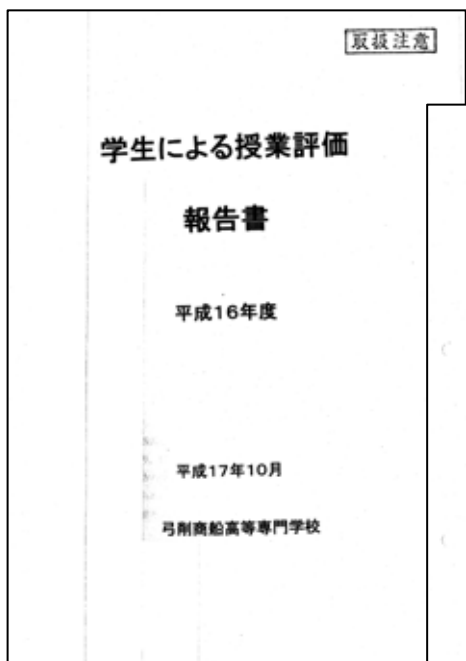 取扱注意
学生による授業評価
報告書
平成16年度
平成17年10月
弓削商船高等専門学校